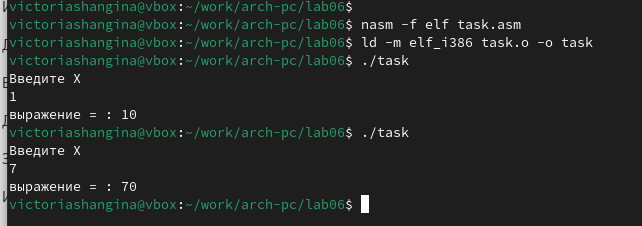 victoriashangina@vbox:~/work/arch-pc/lab06$
victoriashangina@vbox:~/work/arch-pc/lab06$ nasm -f elf task.asm
victoriashangina@vbox:~/work/arch-pc/lab06$ ld -m elf_i386 task.o -o task
victoriashangina@vbox:~/work/arch-pc/lab06$ ./task
Введите X
1
выражение = : 10
victoriashangina@vbox:~/work/arch-pc/lab06$ ./task
Введите X
7
выражение = : 70
victoriashangina@vbox:~/work/arch-pc/lab06$